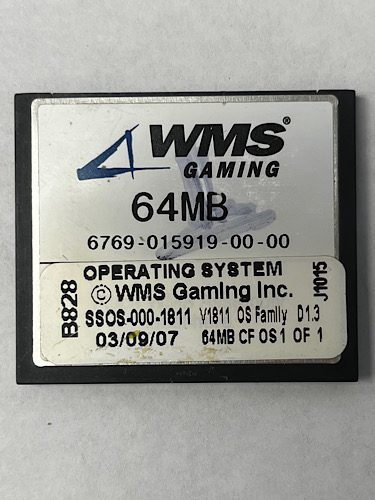 WMS®
GAMING
64MB
6769-015919-00-00
OPERATING SYSTEM
© WMS Gaming Inc.
SSOS-000-1811 V1811 OS Family D1.3
03/09/07 64MB CF OS 1 OF 1
B828
J1015